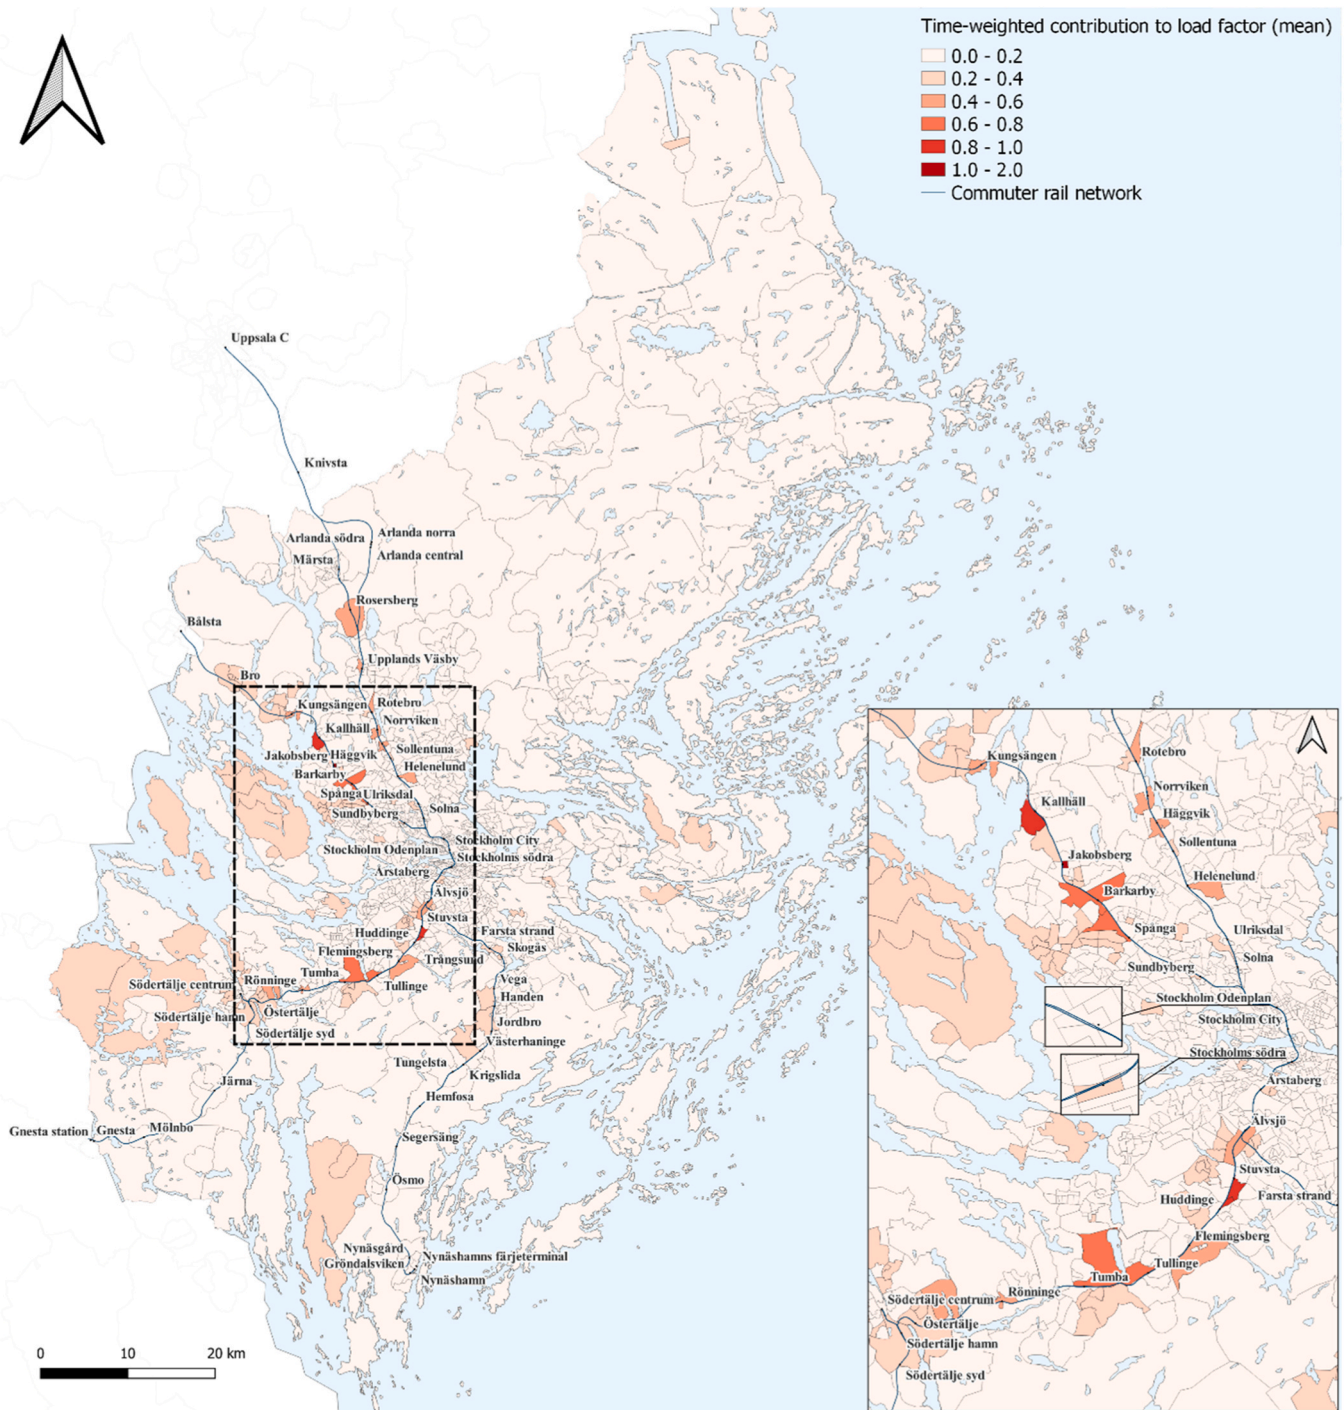 Time-weighted contribution to load factor (mean)
0.0 - 0.2
0.2 - 0.4
0.4 - 0.6
0.6 - 0.8
0.8 - 1.0
1.0 - 2.0
Commuter rail network
Uppsala C
Knivsta
Arlanda norra
Arlanda södra
Arlanda central
Märsta
Rosersberg
Bålsta
Upplands Väsby
Bro
Kungsängen
Rotebro
Norrviken
Kallhäll
Sollentuna
Jakobsberg
Häggvik
Helenelund
Barkarby
Spånga
Ulriksdal
Solna
Sundbyberg
Stockholm City
Stockholm Odenplan
Stockholms södra
Årstaberg
Älvsjö
Stuvsta
Huddinge
Farsta strand
Flemingsberg
Skogås
Trångsund
Tumba
Rönninge
Vega
Södertälje centrum
Tullinge
Handen
Östertälje
Södertälje hamn
Jordbro
Södertälje syd
Västerhaninge
Tungelsta
Krigslida
Järna
Hemfosa
Gnesta station
Gnesta
Mölnbo
Segersäng
Ösmo
Nynäsgård
Nynäshamns färjeterminal
Gröndalsviken
Nynäshamn
0 10 20 km
Kungsängen
Rotebro
Norrviken
Kallhäll
Häggvik
Sollentuna
Jakobsberg
Helenelund
Barkarby
Spånga
Ulriksdal
Solna
Sundbyberg
Stockholm Odenplan
Stockholm City
Stockholms södra
Årstaberg
Älvsjö
Stuvsta
Huddinge
Farsta strand
Flemingsberg
Tullinge
Tumba
Rönninge
Södertälje centrum
Östertälje
Södertälje hamn
Södertälje syd